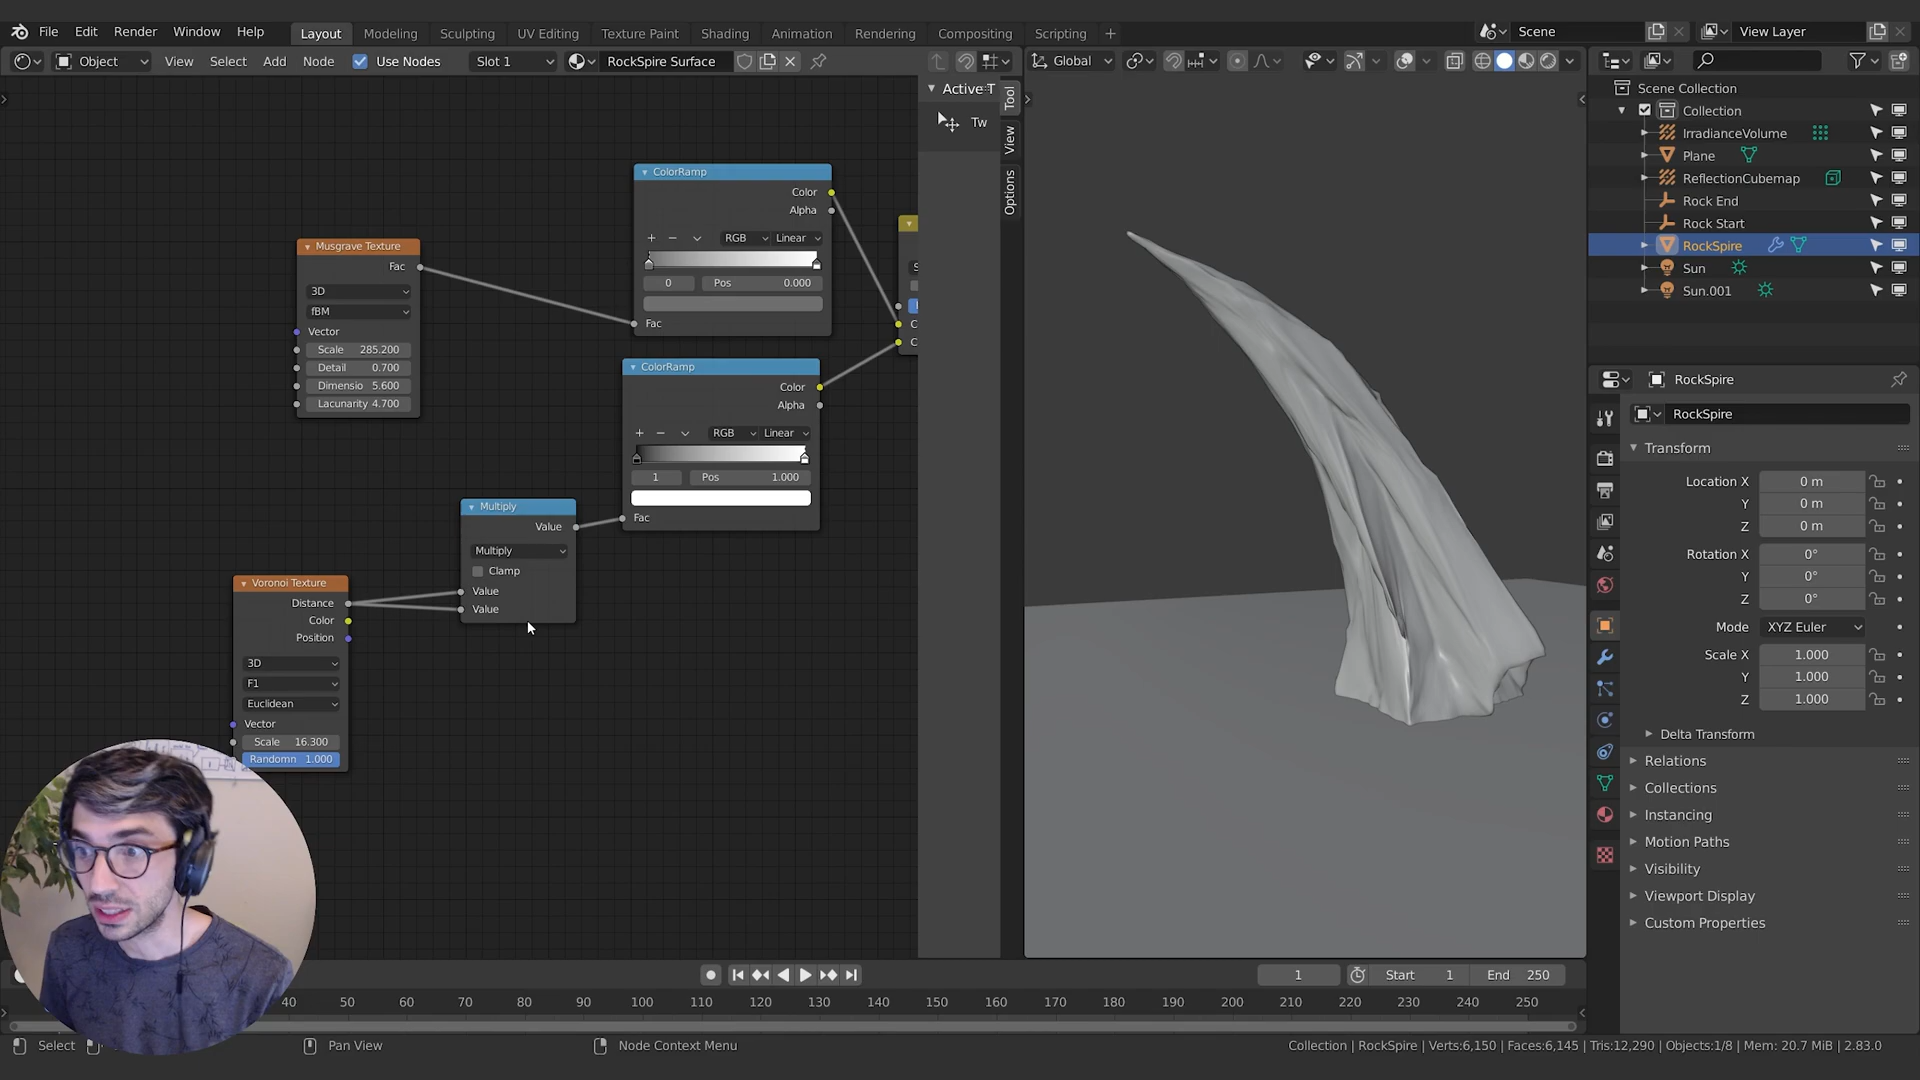 File Edit Render Window Help Layout Modeling Sculpting UV Editing Texture Paint Shading Animation Rendering Compositing Scripting + Scene View Layer
Object View Select Add Node Use Nodes Slot 1 RockSpire Surface Global
Active T
Tw
Tool
View
Options
ColorRamp
Color
Alpha
RGB Linear
0 Pos 0.000
Fac
Musgrave Texture
Fac
3D
fBM
Vector
Scale 285.200
Detail 0.700
Dimensio 5.600
Lacunarity 4.700
ColorRamp
Color
Alpha
RGB Linear
1 Pos 1.000
Fac
Multiply
Value
Multiply
Clamp
Value
Value
Voronoi Texture
Distance
Color
Position
3D
F1
Euclidean
Vector
Scale 16.300
Randomn 1.000
S
C
C
Scene Collection
Collection
IrradianceVolume
Plane
ReflectionCubemap
Rock End
Rock Start
RockSpire
Sun
Sun.001
RockSpire
RockSpire
Transform
Location X 0 m
Y 0 m
Z 0 m
Rotation X 0°
Y 0°
Z 0°
Mode XYZ Euler
Scale X 1.000
Y 1.000
Z 1.000
Delta Transform
Relations
Collections
Instancing
Motion Paths
Visibility
Viewport Display
Custom Properties
1 Start 1 End 250
40 50 60 70 80 90 100 110 120 130 140 150 160 170 180 190 200 210 220 230 240 250
Select Pan View Node Context Menu Collection | RockSpire | Verts:6,150 | Faces:6,145 | Tris:12,290 | Objects:1/8 | Mem: 20.7 MiB | 2.83.0